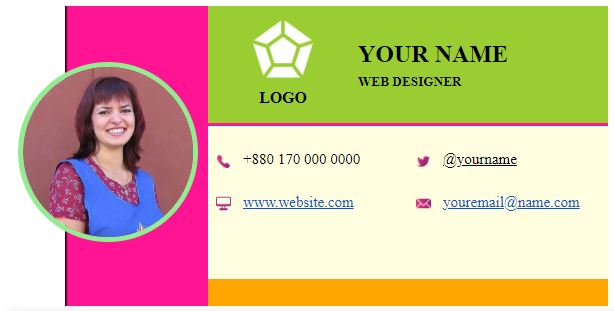 YOUR NAME
WEB DESIGNER
LOGO
+880 170 000 0000
@yourname
www.website.com
youremail@name.com